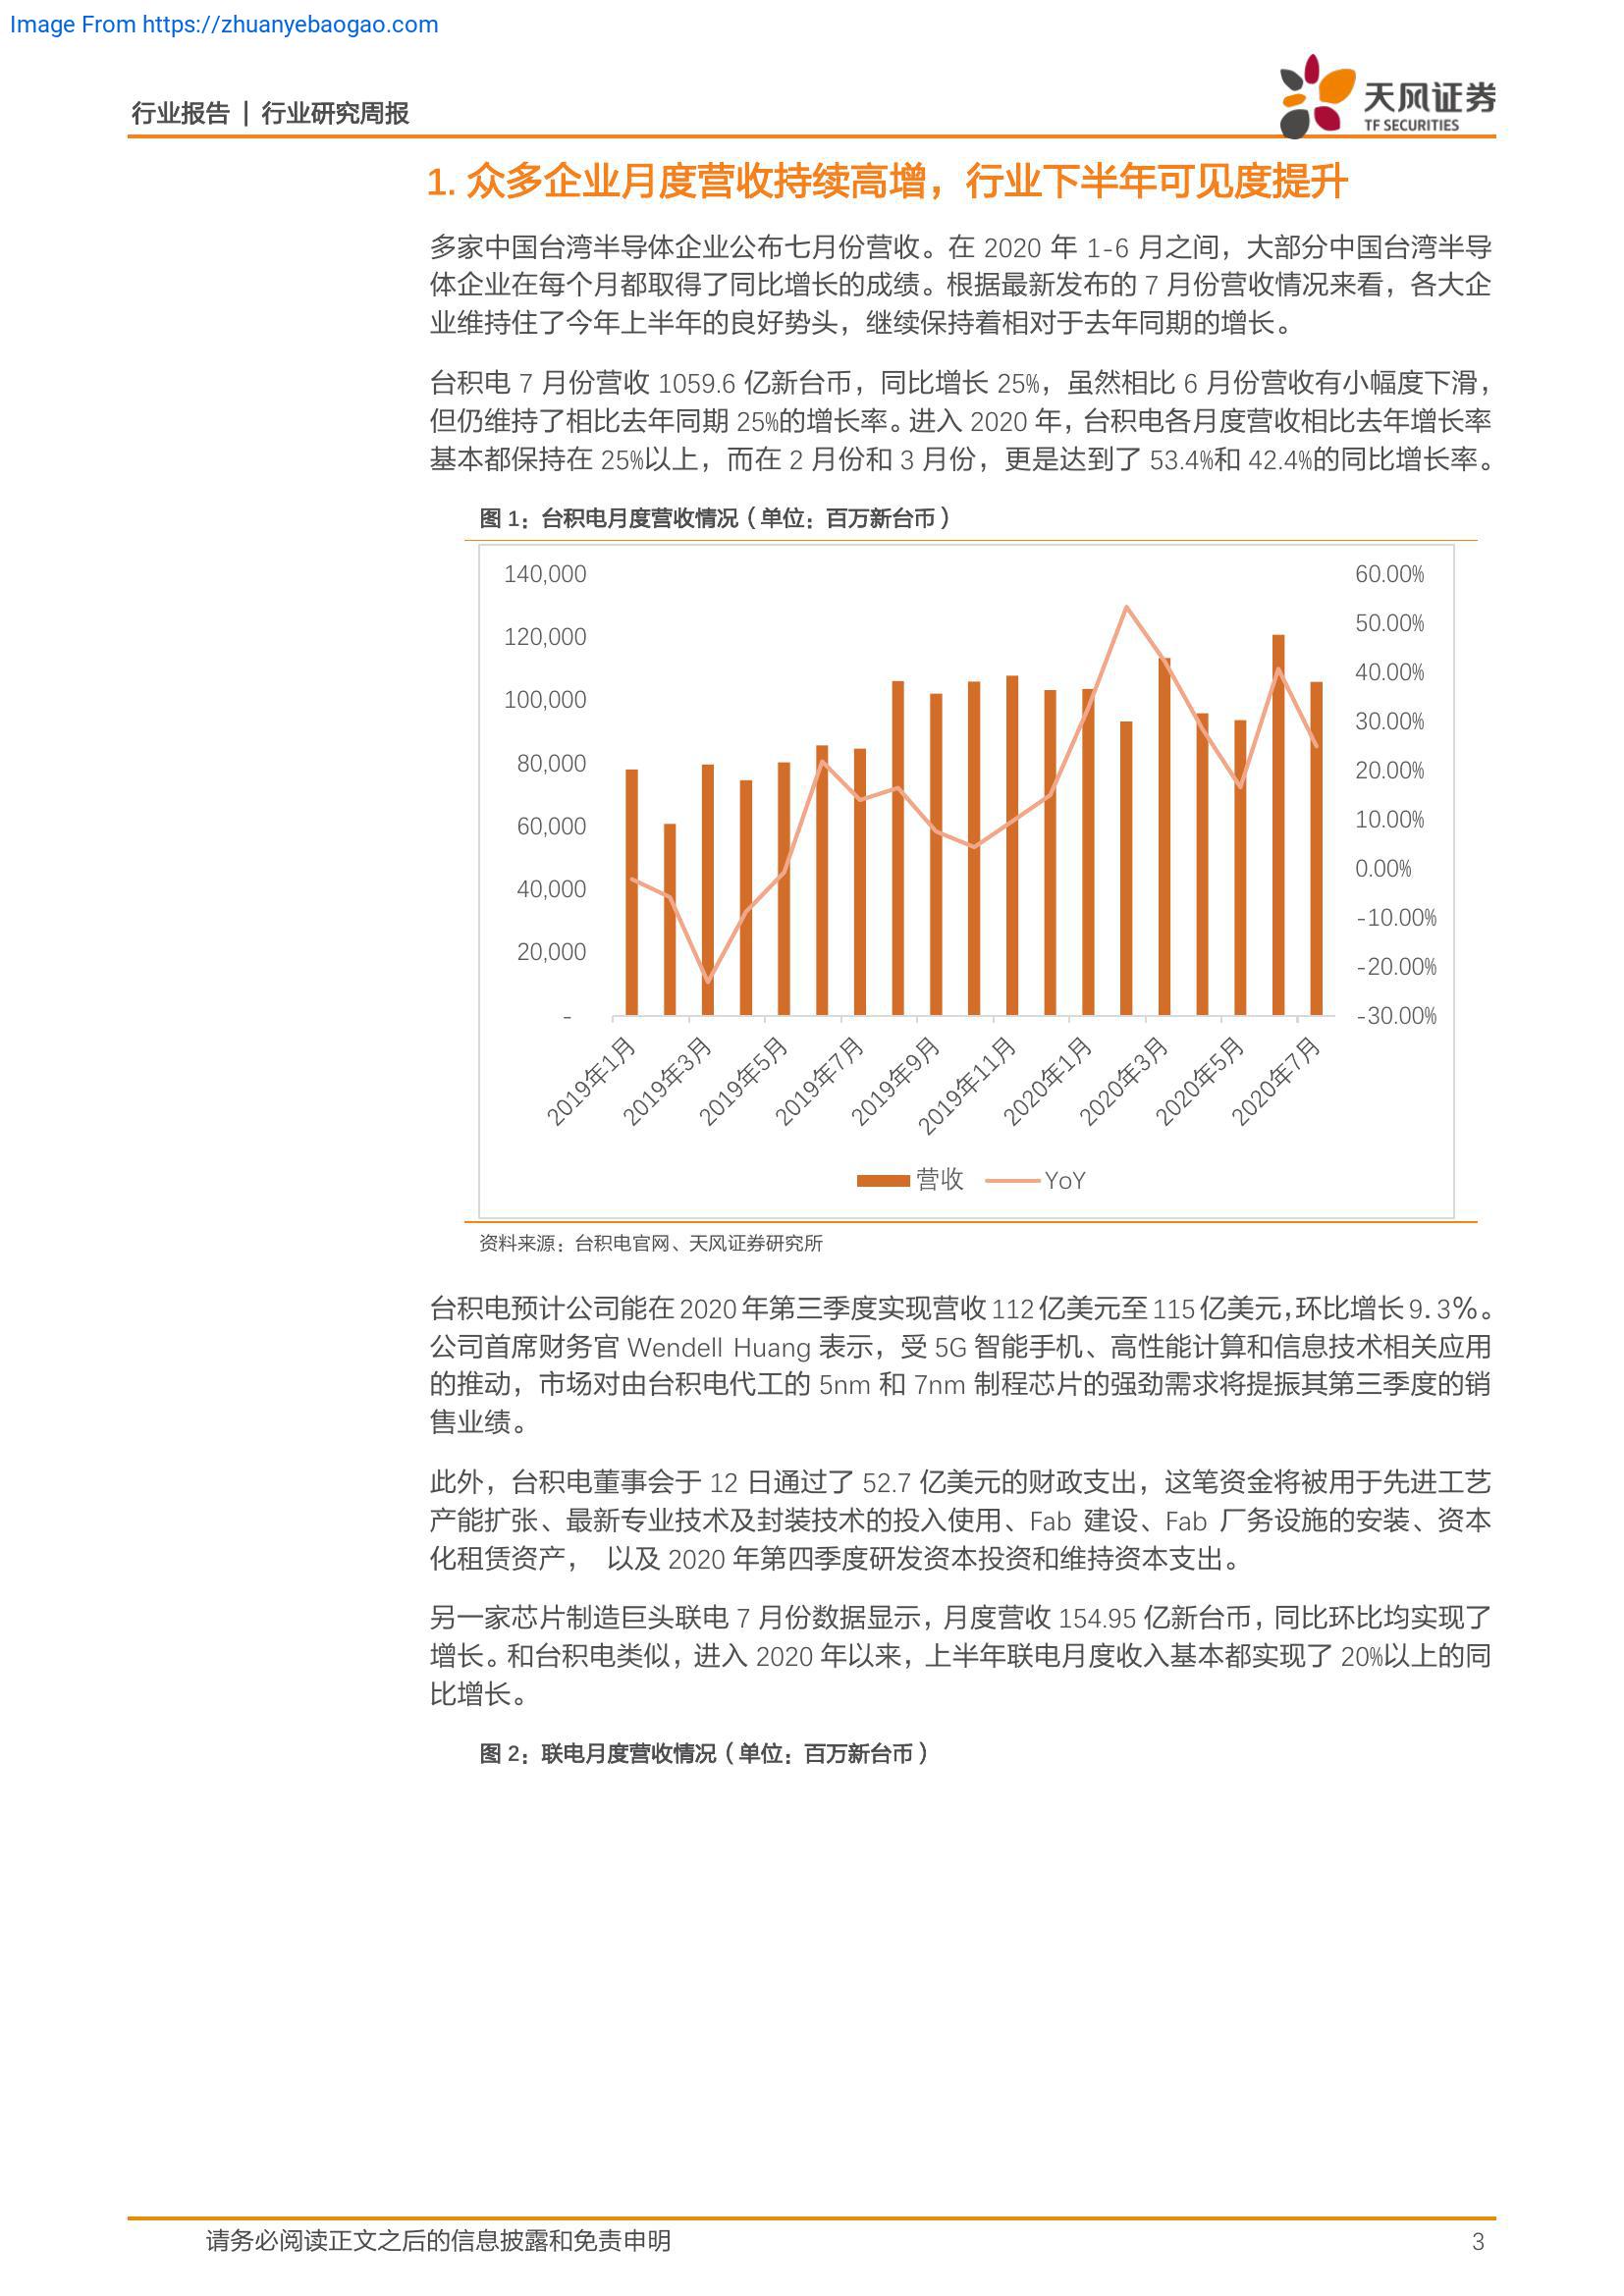 Image From https://zhuanyebaogao.com
行业报告 | 行业研究周报
天风证券
TF SECURITIES
1. 众多企业月度营收持续高增，行业下半年可见度提升
多家中国台湾半导体企业公布七月份营收。在 2020 年 1-6 月之间，大部分中国台湾半导
体企业在每个月都取得了同比增长的成绩。根据最新发布的 7 月份营收情况来看，各大企
业维持住了今年上半年的良好势头，继续保持着相对于去年同期的增长。
台积电 7 月份营收 1059.6 亿新台币，同比增长 25%，虽然相比 6 月份营收有小幅度下滑，
但仍维持了相比去年同期 25%的增长率。进入 2020 年，台积电各月度营收相比去年增长率
基本都保持在 25%以上，而在 2 月份和 3 月份，更是达到了 53.4%和 42.4%的同比增长率。
图 1：台积电月度营收情况（单位：百万新台币）
140,000
120,000
100,000
80,000
60,000
40,000
20,000
-
60.00%
50.00%
40.00%
30.00%
20.00%
10.00%
0.00%
-10.00%
-20.00%
-30.00%
2019年1月
2019年3月
2019年5月
2019年7月
2019年9月
2019年11月
2020年1月
2020年3月
2020年5月
2020年7月
营收 YoY
资料来源：台积电官网、天风证券研究所
台积电预计公司能在 2020 年第三季度实现营收 112 亿美元至 115 亿美元，环比增长 9.3%。
公司首席财务官 Wendell Huang 表示，受 5G 智能手机、高性能计算和信息技术相关应用
的推动，市场对由台积电代工的 5nm 和 7nm 制程芯片的强劲需求将提振其第三季度的销
售业绩。
此外，台积电董事会于 12 日通过了 52.7 亿美元的财政支出，这笔资金将被用于先进工艺
产能扩张、最新专业技术及封装技术的投入使用、Fab 建设、Fab 厂务设施的安装、资本
化租赁资产， 以及 2020 年第四季度研发资本投资和维持资本支出。
另一家芯片制造巨头联电 7 月份数据显示，月度营收 154.95 亿新台币，同比环比均实现了
增长。和台积电类似，进入 2020 年以来，上半年联电月度收入基本都实现了 20%以上的同
比增长。
图 2：联电月度营收情况（单位：百万新台币）
请务必阅读正文之后的信息披露和免责申明
3